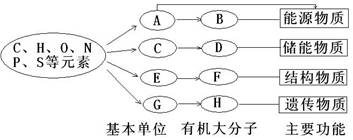 A B 能源物质
C、H、O、N
P、S等元素
C D 储能物质
E F 结构物质
G H 遗传物质
基本单位 有机大分子 主要功能